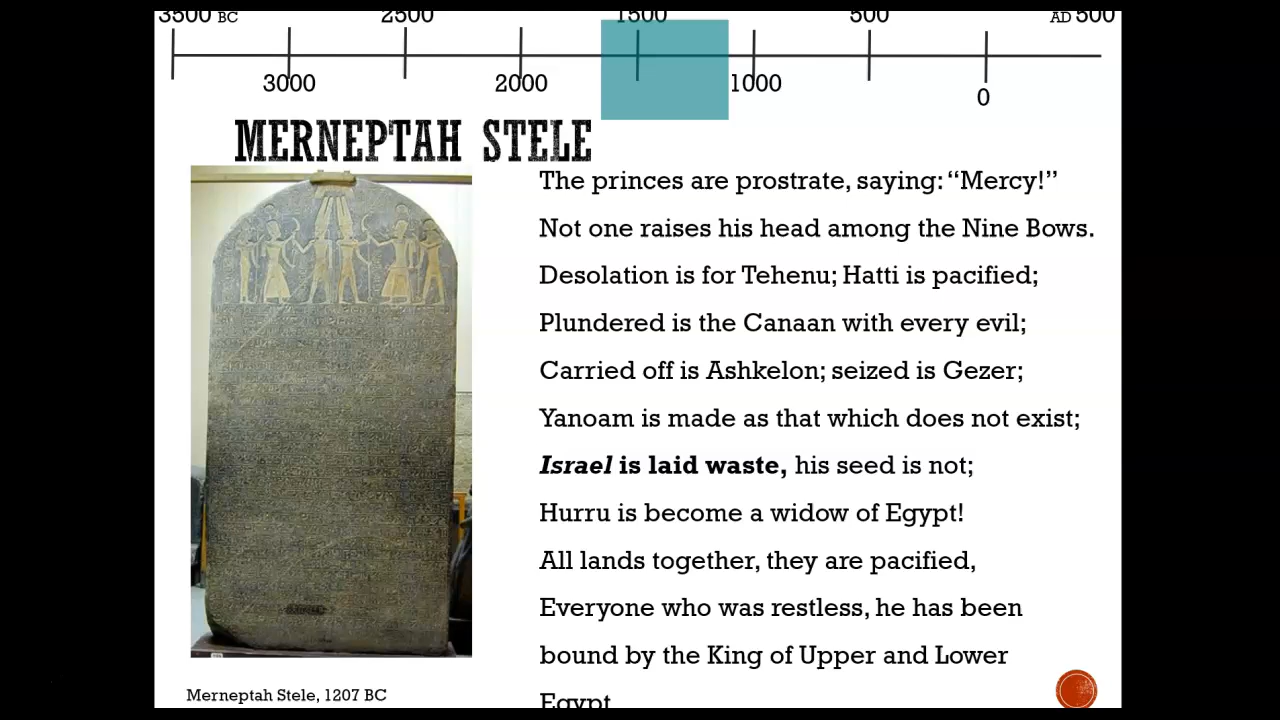 3500 BC 2500 1500 500 AD 500
3000 2000 1000 0
MERNEPTAH STELE
The princes are prostrate, saying: “Mercy!”
Not one raises his head among the Nine Bows.
Desolation is for Tehenu; Hatti is pacified;
Plundered is the Canaan with every evil;
Carried off is Ashkelon; seized is Gezer;
Yanoam is made as that which does not exist;
Israel is laid waste, his seed is not;
Hurru is become a widow of Egypt!
All lands together, they are pacified,
Everyone who was restless, he has been
bound by the King of Upper and Lower
Egypt
Merneptah Stele, 1207 BC